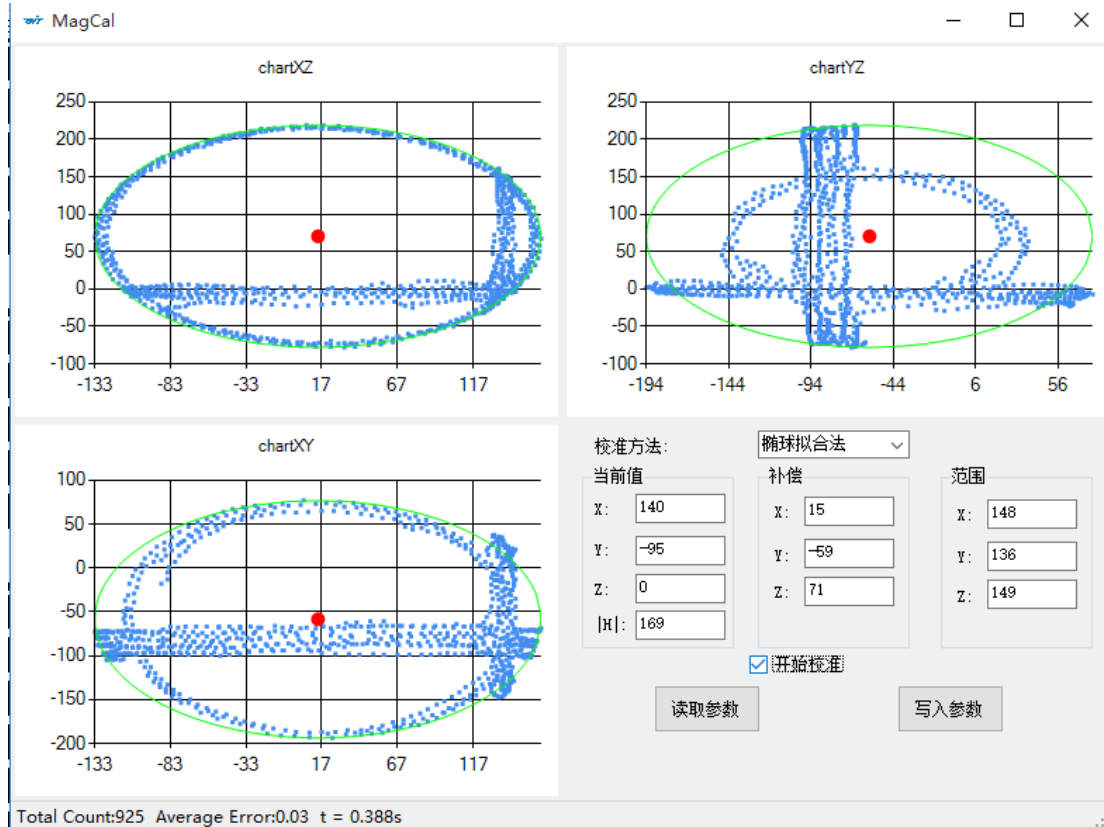 MagCal
chartXZ
250
200
150
100
50
0
-50
-100
-133 -83 -33 17 67 117
chartYZ
250
200
150
100
50
0
-50
-100
-194 -144 -94 -44 6 56
chartXY
100
50
0
-50
-100
-150
-200
-133 -83 -33 17 67 117
校准方法: 椭球拟合法
当前值 补偿 范围
X: 140 X: 15 X: 148
Y: -95 Y: -59 Y: 136
Z: 0 Z: 71 Z: 149
|H|: 169
开始校准
读取参数 写入参数
Total Count:925 Average Error:0.03 t = 0.388s